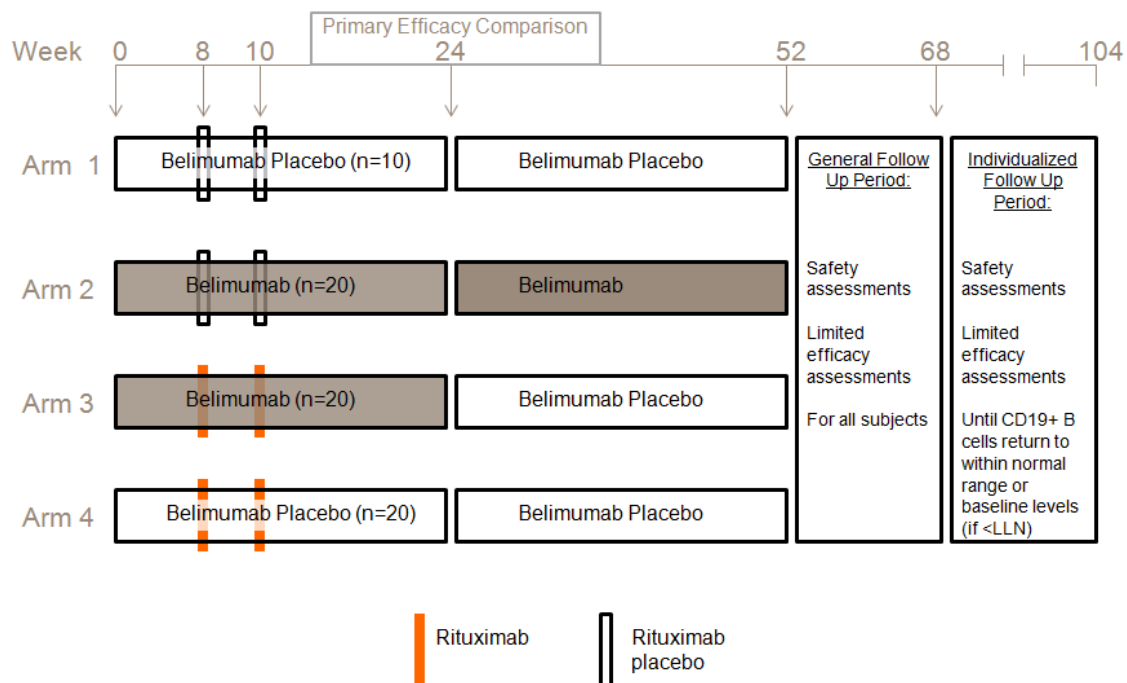 Primary Efficacy Comparison
Week 0 8 10 24 52 68 104
Arm 1
Belimumab Placebo (n=10)
Belimumab Placebo
Arm 2
Belimumab (n=20)
Belimumab
Arm 3
Belimumab (n=20)
Belimumab Placebo
Arm 4
Belimumab Placebo (n=20)
Belimumab Placebo
General Follow
Up Period:
Safety
assessments
Limited
efficacy
assessments
For all subjects
Individualized
Follow Up
Period:
Safety
assessments
Limited
efficacy
assessments
Until CD19+ B
cells return to
within normal
range or
baseline levels
(if <LLN)
Rituximab
Rituximab
placebo